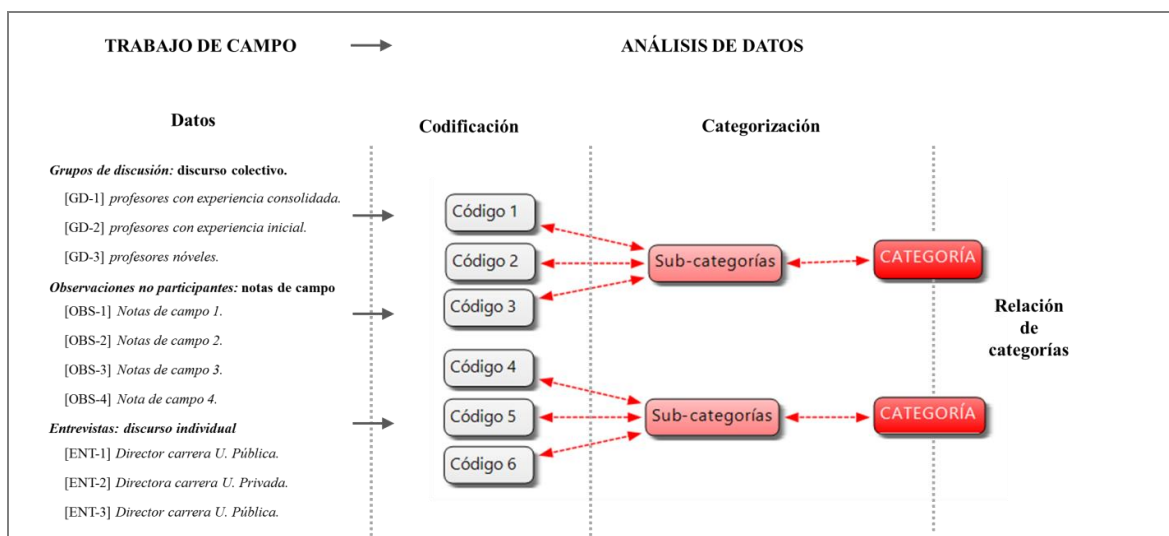 TRABAJO DE CAMPO
ANÁLISIS DE DATOS
Datos
Codificación
Categorización
Grupos de discusión: discurso colectivo.
[GD-1] profesores con experiencia consolidada.
[GD-2] profesores con experiencia inicial.
[GD-3] profesores nóveles.
Observaciones no participantes: notas de campo
[OBS-1] Notas de campo 1.
[OBS-2] Notas de campo 2.
[OBS-3] Notas de campo 3.
[OBS-4] Nota de campo 4.
Entrevistas: discurso individual
[ENT-1] Director carrera U. Pública.
[ENT-2] Directora carrera U. Privada.
[ENT-3] Director carrera U. Pública.
Código 1
Código 2
Código 3
Código 4
Código 5
Código 6
Sub-categorías
Sub-categorías
CATEGORÍA
CATEGORÍA
Relación
de
categorías